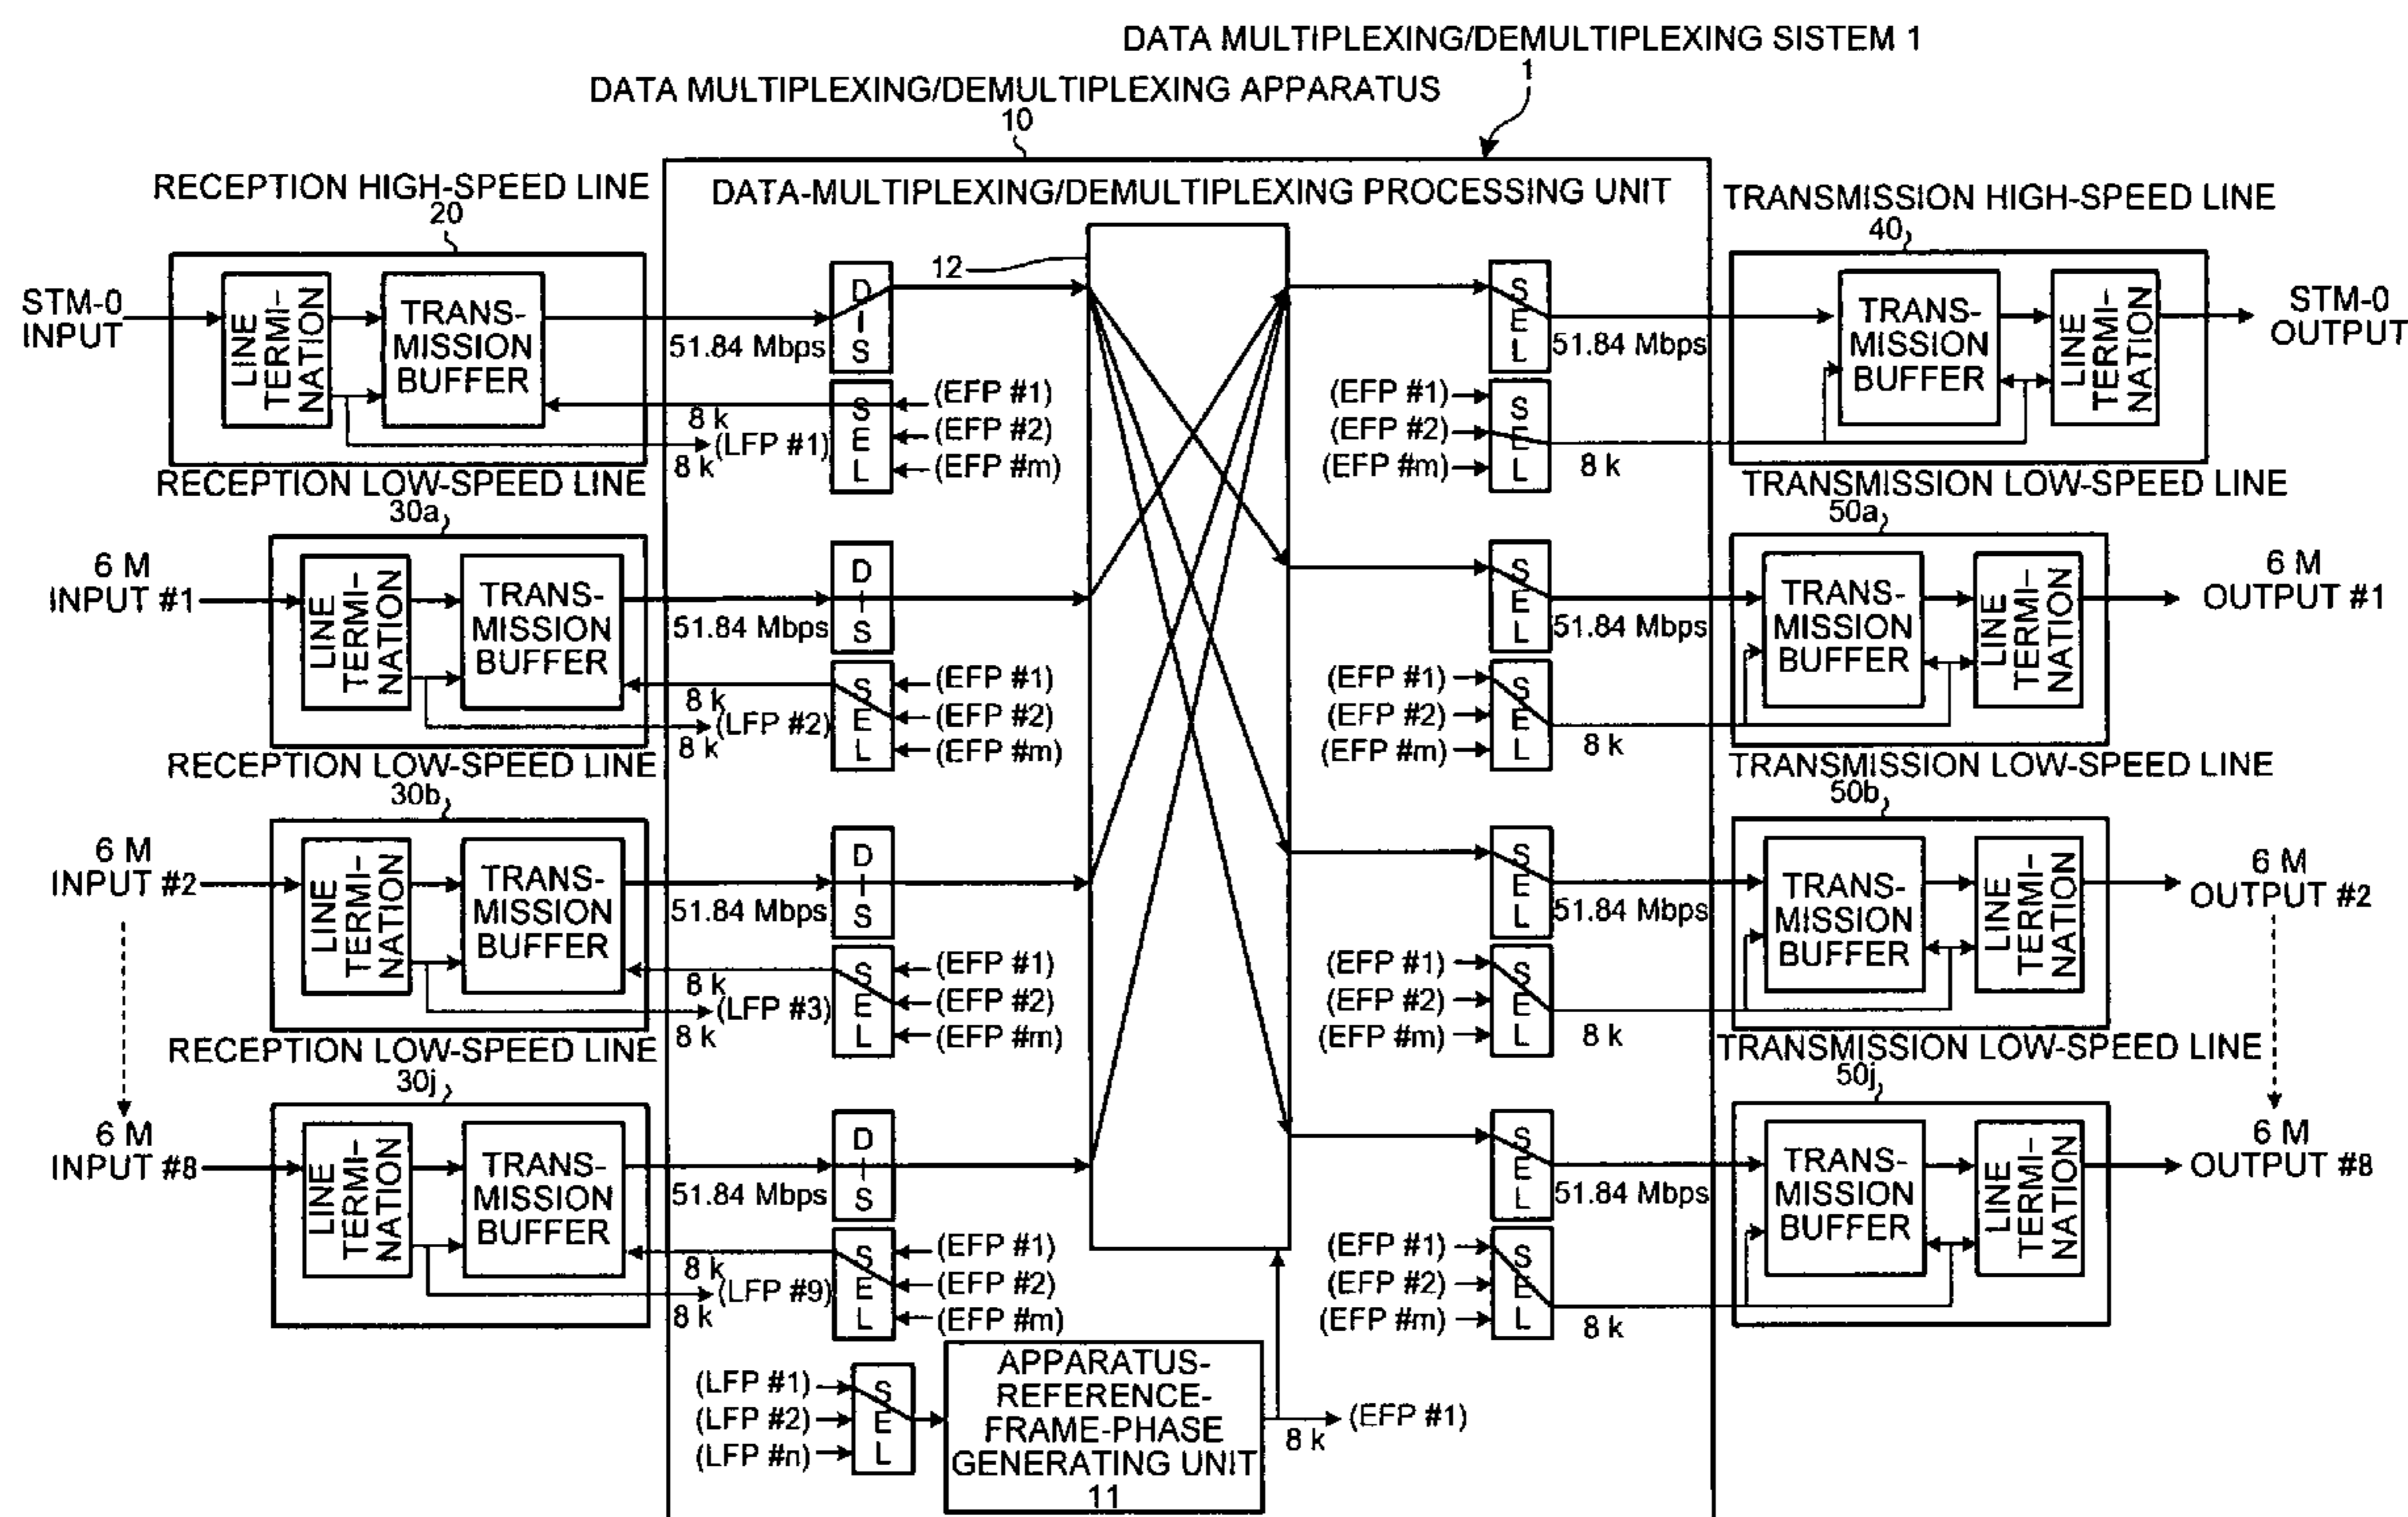 DATA MULTIPLEXING/DEMULTIPLEXING SISTEM 1
1
DATA MULTIPLEXING/DEMULTIPLEXING APPARATUS
10
RECEPTION HIGH-SPEED LINE
20
DATA-MULTIPLEXING/DEMULTIPLEXING PROCESSING UNIT
TRANSMISSION HIGH-SPEED LINE
40
12
STM-0
INPUT
LINE
TERMI-
NATION
TRANS-
MISSION
BUFFER
51.84 Mbps
D
I
S
S
E
L
51.84 Mbps
TRANS-
MISSION
BUFFER
LINE
TERMI-
NATION
STM-0
OUTPUT
8 k
(LFP #1)
8 k
S
E
L
(EFP #1)
(EFP #2)
(EFP #m)
(EFP #1)
(EFP #2)
(EFP #m)
S
E
L
8 k
RECEPTION LOW-SPEED LINE
30a
TRANSMISSION LOW-SPEED LINE
50a
6 M
INPUT #1
LINE
TERMI-
NATION
TRANS-
MISSION
BUFFER
51.84 Mbps
D
I
S
S
E
L
51.84 Mbps
TRANS-
MISSION
BUFFER
LINE
TERMI-
NATION
6 M
OUTPUT #1
8 k
(LFP #2)
8 k
S
E
L
(EFP #1)
(EFP #2)
(EFP #m)
(EFP #1)
(EFP #2)
(EFP #m)
S
E
L
8 k
RECEPTION LOW-SPEED LINE
30b
TRANSMISSION LOW-SPEED LINE
50b
6 M
INPUT #2
LINE
TERMI-
NATION
TRANS-
MISSION
BUFFER
51.84 Mbps
D
I
S
S
E
L
51.84 Mbps
TRANS-
MISSION
BUFFER
LINE
TERMI-
NATION
6 M
OUTPUT #2
8 k
(LFP #3)
8 k
S
E
L
(EFP #1)
(EFP #2)
(EFP #m)
(EFP #1)
(EFP #2)
(EFP #m)
S
E
L
8 k
RECEPTION LOW-SPEED LINE
30j
TRANSMISSION LOW-SPEED LINE
50j
6 M
INPUT #8
LINE
TERMI-
NATION
TRANS-
MISSION
BUFFER
51.84 Mbps
D
I
S
S
E
L
51.84 Mbps
TRANS-
MISSION
BUFFER
LINE
TERMI-
NATION
6 M
OUTPUT #8
8 k
(LFP #9)
8 k
S
E
L
(EFP #1)
(EFP #2)
(EFP #m)
(EFP #1)
(EFP #2)
(EFP #m)
S
E
L
8 k
(LFP #1)
(LFP #2)
(LFP #n)
S
E
L
APPARATUS-
REFERENCE-
FRAME-PHASE
GENERATING UNIT
11
8 k
(EFP #1)